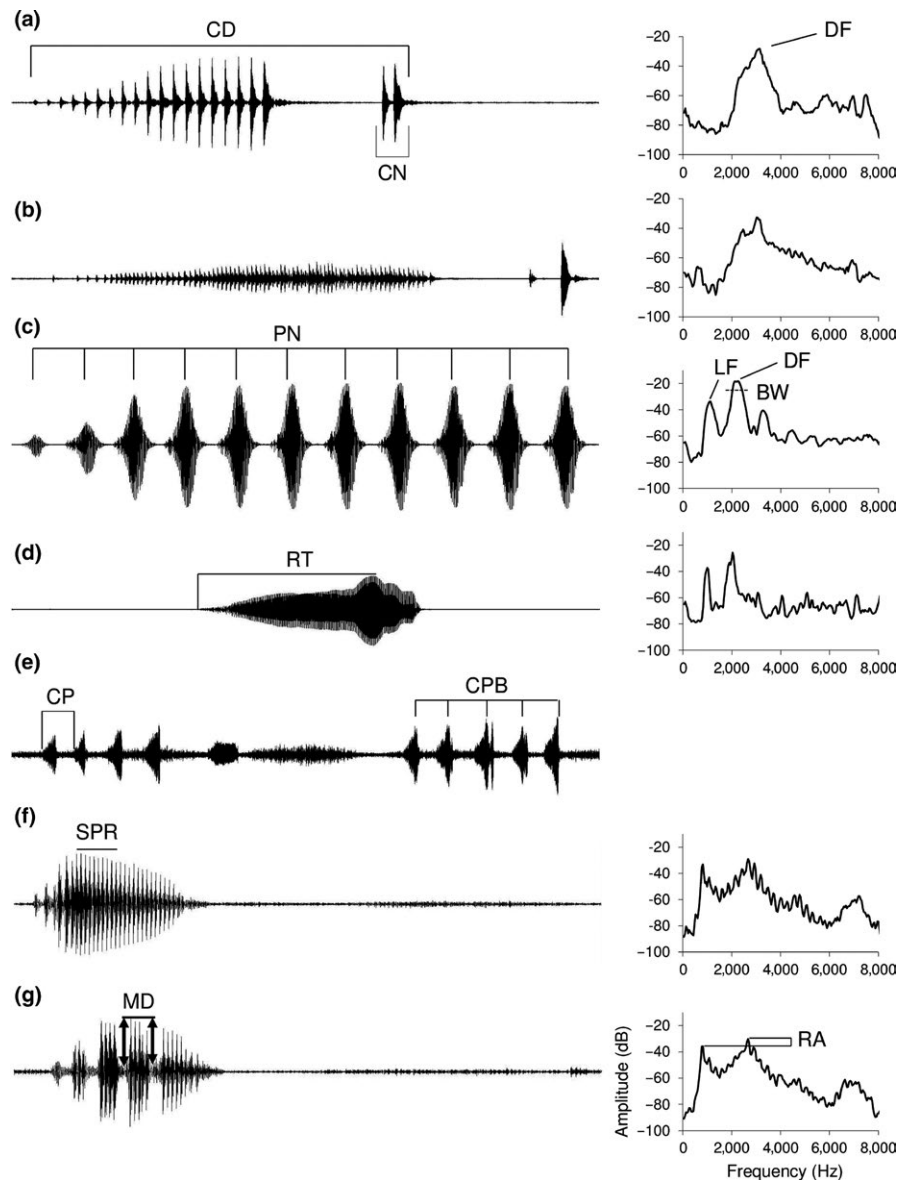 (a)
CD
CN
DF
−20
−40
−60
−80
−100
0 2,000 4,000 6,000 8,000
(b)
−20
−40
−60
−80
−100
0 2,000 4,000 6,000 8,000
(c)
PN
LF
DF
BW
−20
−40
−60
−80
−100
0 2,000 4,000 6,000 8,000
(d)
RT
−20
−40
−60
−80
−100
0 2,000 4,000 6,000 8,000
(e)
CP
CPB
(f)
SPR
−20
−40
−60
−80
−100
0 2,000 4,000 6,000 8,000
(g)
MD
RA
Amplitude (dB)
−20
−40
−60
−80
−100
0 2,000 4,000 6,000 8,000
Frequency (Hz)